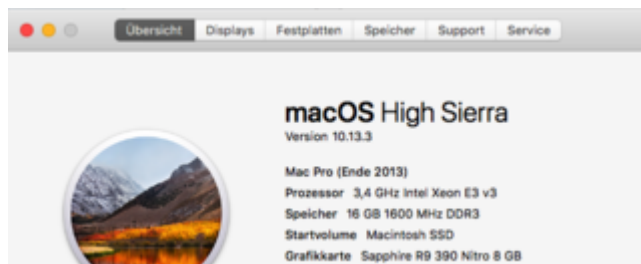 Übersicht Displays Festplatten Speicher Support Service
macOS High Sierra
Version 10.13.3
Mac Pro (Ende 2013)
Prozessor 3,4 GHz Intel Xeon E3 v3
Speicher 16 GB 1600 MHz DDR3
Startvolume Macintosh SSD
Grafikkarte Sapphire R9 390 Nitro 8 GB